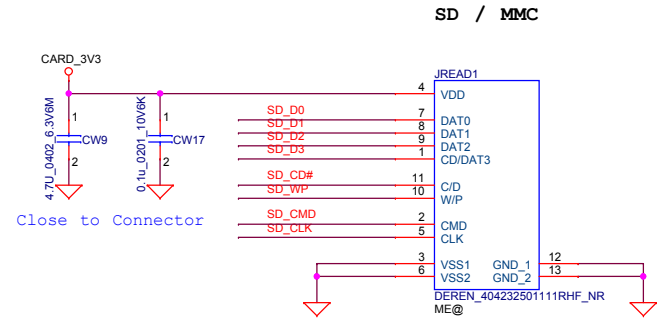 SD / MMC
CARD_3V3
JREAD1
4 VDD
SD_D0 7 DAT0
SD_D1 8 DAT1
SD_D2 9 DAT2
SD_D3 1 CD/DAT3
SD_CD# 11 C/D
SD_WP 10 W/P
SD_CMD 2 CMD
SD_CLK 5 CLK
3 VSS1 GND_1 12
6 VSS2 GND_2 13
DEREN_404232501111RHF_NR
ME@
1
CW9
2
4.7U_0402_6.3V6M
1
CW17
2
0.1u_0201_10V6K
Close to Connector